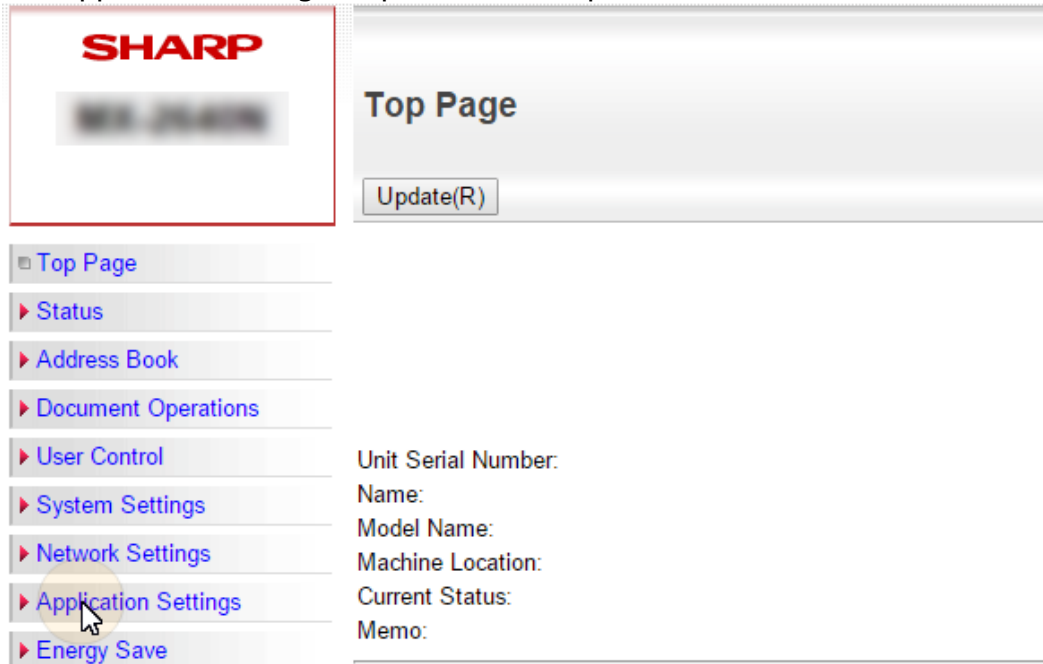 SHARP
Top Page
Update(R)
Top Page
Status
Address Book
Document Operations
User Control
System Settings
Network Settings
Application Settings
Energy Save
Unit Serial Number:
Name:
Model Name:
Machine Location:
Current Status:
Memo: